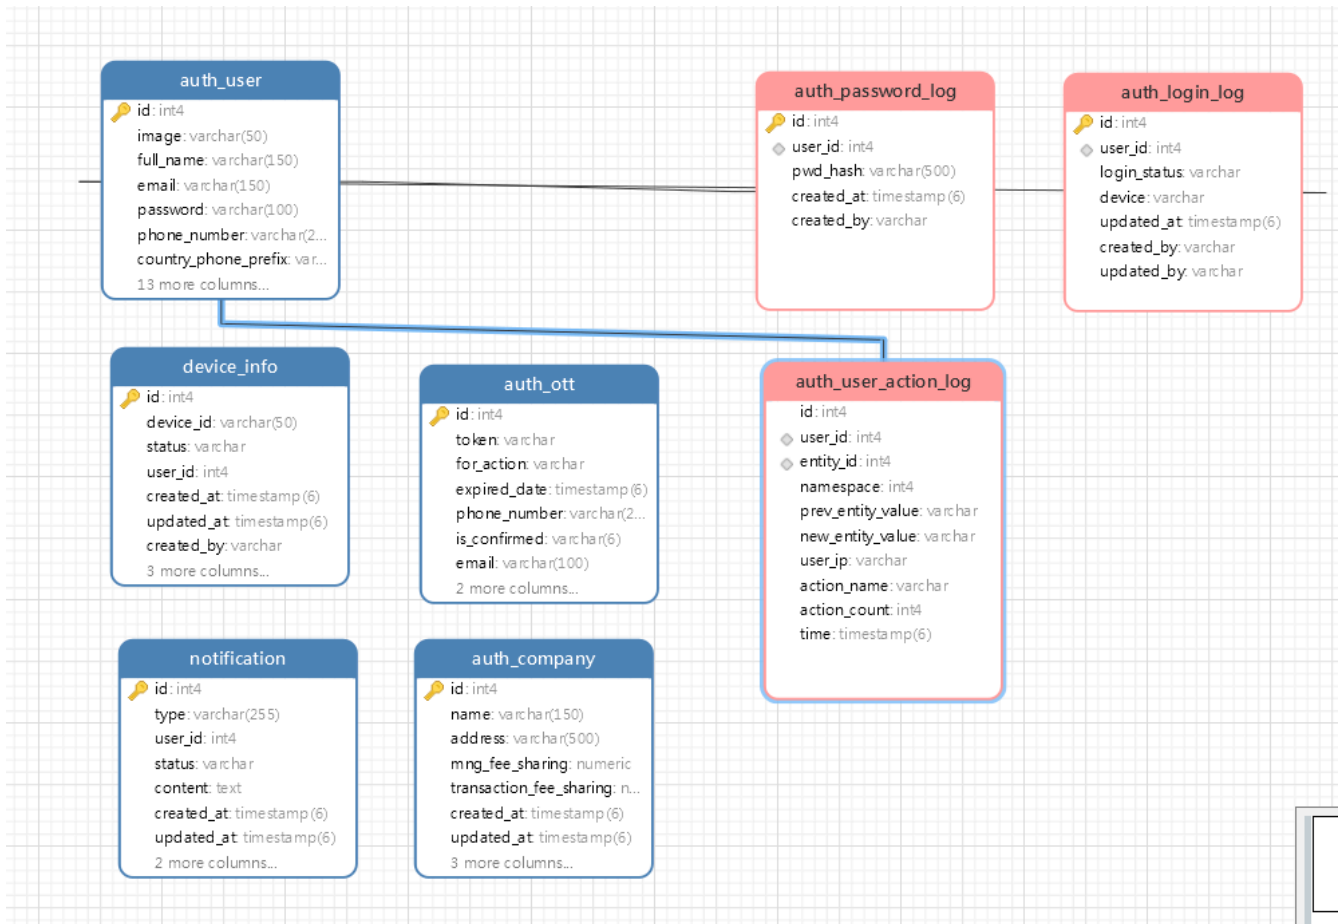 auth_user
id: int4
image: varchar(50)
full_name: varchar(150)
email: varchar(150)
password: varchar(100)
phone_number: varchar(2...
country_phone_prefix: var...
13 more columns...
auth_password_log
id: int4
user_id: int4
pwd_hash: varchar(500)
created_at: timestamp(6)
created_by: varchar
auth_login_log
id: int4
user_id: int4
login_status: varchar
device: varchar
updated_at: timestamp(6)
created_by: varchar
updated_by: varchar
device_info
id: int4
device_id: varchar(50)
status: varchar
user_id: int4
created_at: timestamp(6)
updated_at: timestamp(6)
created_by: varchar
3 more columns...
auth_ott
id: int4
token: varchar
for_action: varchar
expired_date: timestamp(6)
phone_number: varchar(2...
is_confirmed: varchar(6)
email: varchar(100)
2 more columns...
auth_user_action_log
id: int4
user_id: int4
entity_id: int4
namespace: int4
prev_entity_value: varchar
new_entity_value: varchar
user_ip: varchar
action_name: varchar
action_count: int4
time: timestamp(6)
notification
id: int4
type: varchar(255)
user_id: int4
status: varchar
content: text
created_at: timestamp(6)
updated_at: timestamp(6)
2 more columns...
auth_company
id: int4
name: varchar(150)
address: varchar(500)
mng_fee_sharing: numeric
transaction_fee_sharing: n...
created_at: timestamp(6)
updated_at: timestamp(6)
3 more columns...